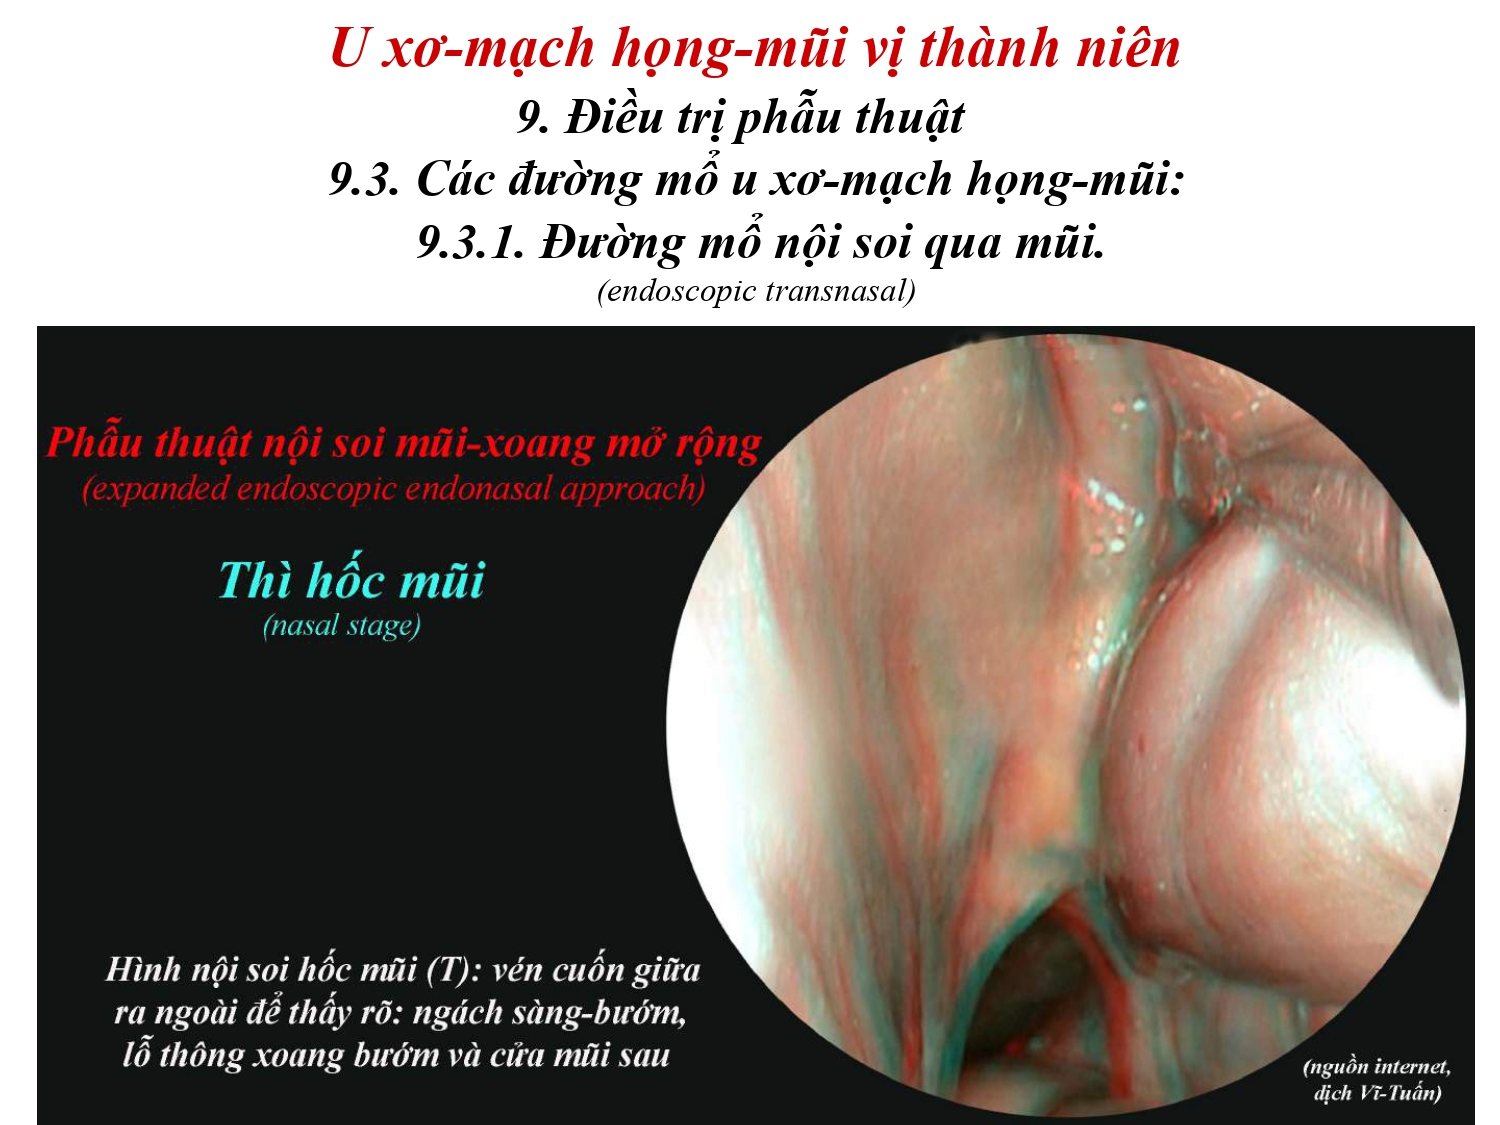 U xơ-mạch họng-mũi vị thành niên
9. Điều trị phẫu thuật
9.3. Các đường mổ u xơ-mạch họng-mũi:
9.3.1. Đường mổ nội soi qua mũi.
(endoscopic transnasal)
Phẫu thuật nội soi mũi-xoang mở rộng
(expanded endoscopic endonasal approach)
Thì hốc mũi
(nasal stage)
Hình nội soi hốc mũi (T): vén cuốn giữa
ra ngoài để thấy rõ: ngách sàng-bướm,
lỗ thông xoang bướm và cửa mũi sau
(nguồn internet,
dịch Vĩ-Tuấn)